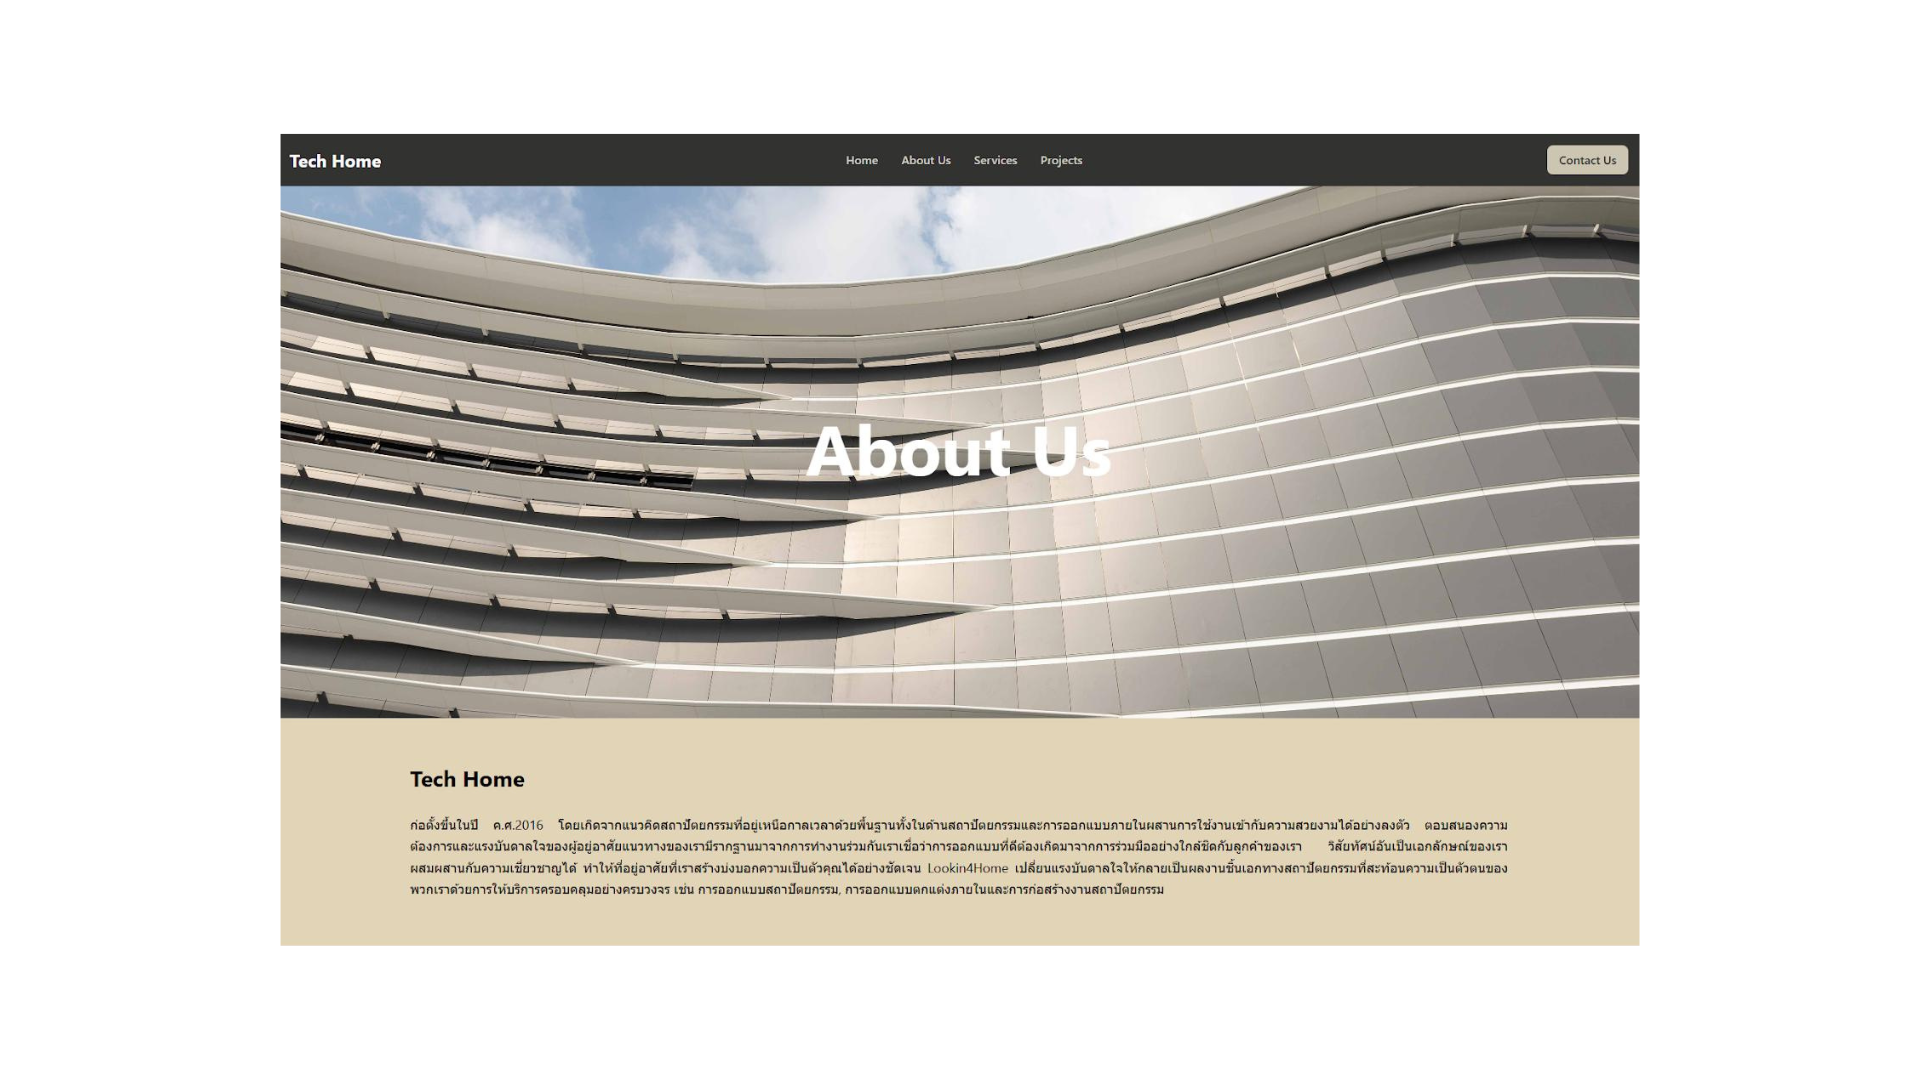 Tech Home
Home About Us Services Projects
Contact Us
About Us
Tech Home
ก่อตั้งขึ้นในปี ค.ศ.2016 โดยเกิดจากแนวคิดสถาปัตยกรรมที่อยู่เหนือกาลเวลาด้วยพื้นฐานทั้งในด้านสถาปัตยกรรมและการออกแบบภายในผสานการใช้งานเข้ากับความสวยงามได้อย่างลงตัว ตอบสนองความ
ต้องการและแรงบันดาลใจของผู้อยู่อาศัยแนวทางของเรามีรากฐานมาจากการทำงานร่วมกันเราเชื่อว่าการออกแบบที่ดีต้องเกิดมาจากการร่วมมืออย่างใกล้ชิดกับลูกค้าของเรา วิสัยทัศน์อันเป็นเอกลักษณ์ของเรา
ผสมผสานกับความเชี่ยวชาญได้ ทำให้ที่อยู่อาศัยที่เราสร้างบ่งบอกความเป็นตัวคุณได้อย่างชัดเจน Lookin4Home เปลี่ยนแรงบันดาลใจให้กลายเป็นผลงานชิ้นเอกทางสถาปัตยกรรมที่สะท้อนความเป็นตัวตนของ
พวกเราด้วยการให้บริการครอบคลุมอย่างครบวงจร เช่น การออกแบบสถาปัตยกรรม, การออกแบบตกแต่งภายในและการก่อสร้างงานสถาปัตยกรรม